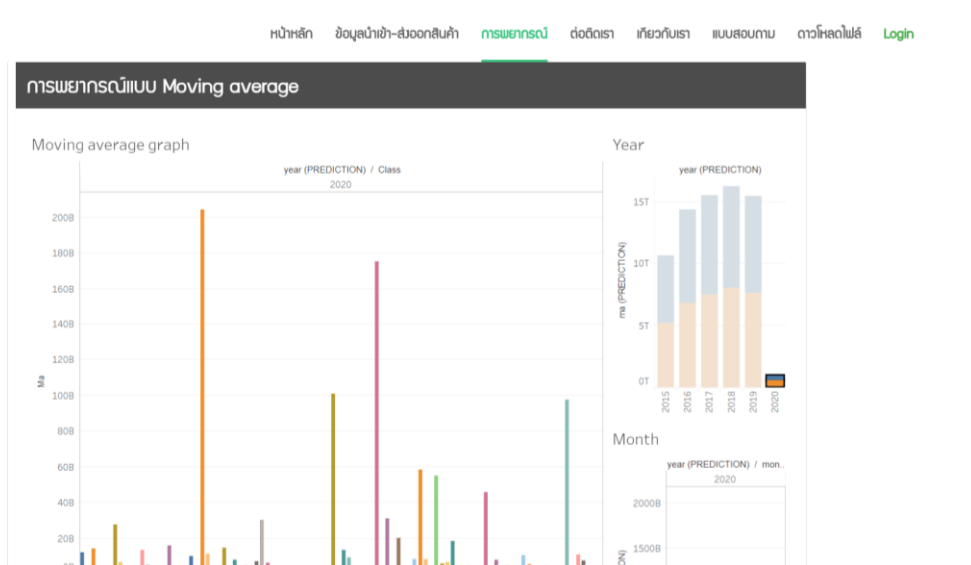 หน้าหลัก ข้อมูลนำเข้า-ส่งออกสินค้า การพยากรณ์ ต่อติดเรา เกี่ยวกับเรา แบบสอบถาม ดาวโหลดไฟล์ Login
การพยากรณ์แบบ Moving average
Moving average graph
year (PREDICTION) / Class
2020
200B
180B
160B
140B
120B
100B
80B
60B
40B
20B
Ma
Year
year (PREDICTION)
15T
10T
5T
0T
ma (PREDICTION)
2015 2016 2017 2018 2019 2020
Month
year (PREDICTION) / mon..
2020
2000B
1500B